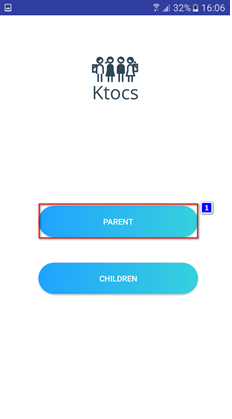 32% 16:06
Ktocs
PARENT
1
CHILDREN